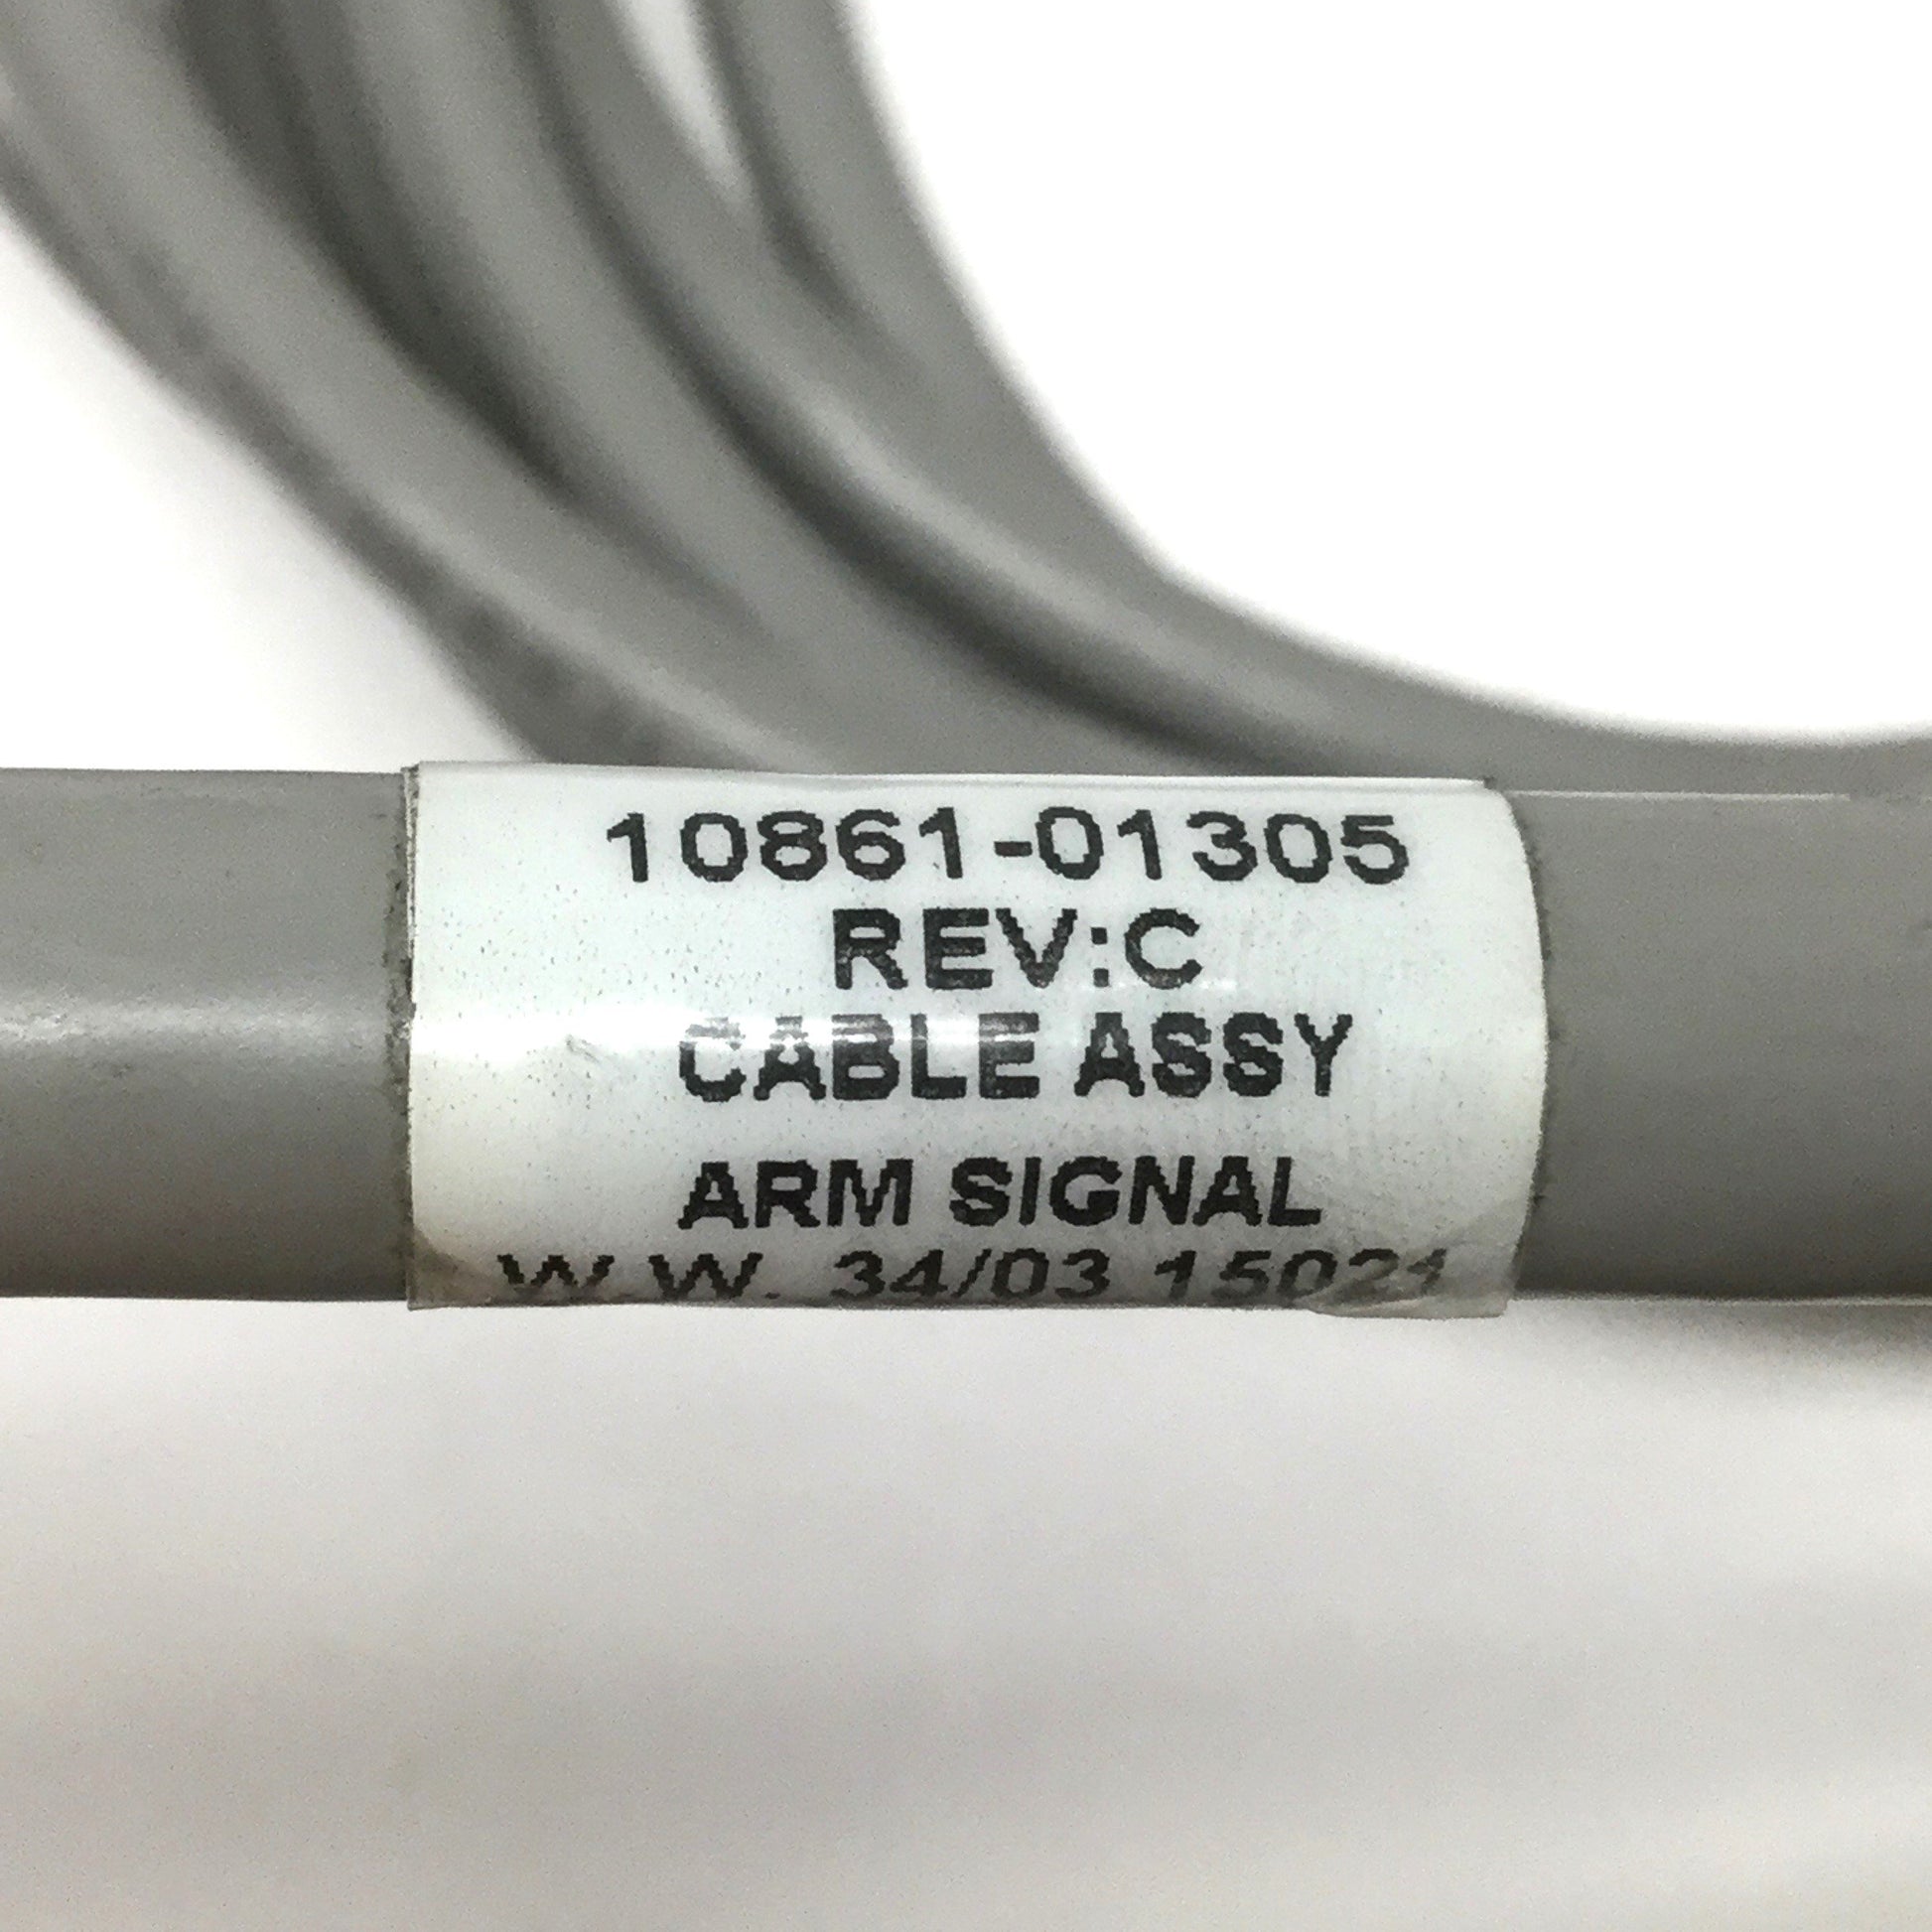 10861-01305
REV:C
CABLE ASSY
ARM SIGNAL
W.W. 34/03 15021